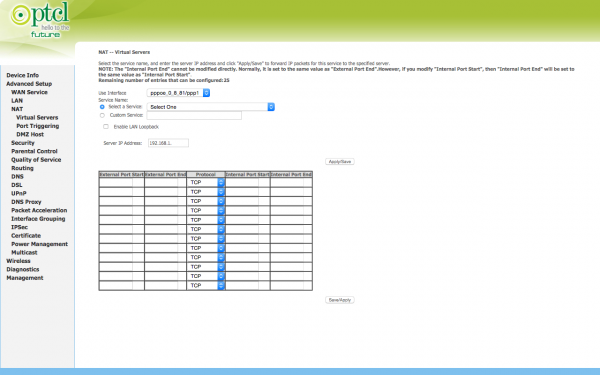 optcl
hello to the
future
NAT -- Virtual Servers
Select the service name, and enter the server IP address and click "Apply/Save" to forward IP packets for this service to the specified server.
NOTE: The "Internal Port End" cannot be modified directly. Normally, it is set to the same value as "External Port End".However, if you modify "Internal Port Start", then "Internal Port End" will be set to
the same value as "Internal Port Start".
Remaining number of entries that can be configured:25
Use Interface pppoe_0_8_81/ppp1
Service Name:
Select a Service: Select One
Custom Service:
Enable LAN Loopback
Server IP Address: 192.168.1.
Apply/Save
External Port Start External Port End Protocol Internal Port Start Internal Port End
TCP
TCP
TCP
TCP
TCP
TCP
TCP
TCP
TCP
TCP
TCP
TCP
Save/Apply
Device Info
Advanced Setup
WAN Service
LAN
NAT
Virtual Servers
Port Triggering
DMZ Host
Security
Parental Control
Quality of Service
Routing
DNS
DSL
UPnP
DNS Proxy
Packet Acceleration
Interface Grouping
IPSec
Certificate
Power Management
Multicast
Wireless
Diagnostics
Management